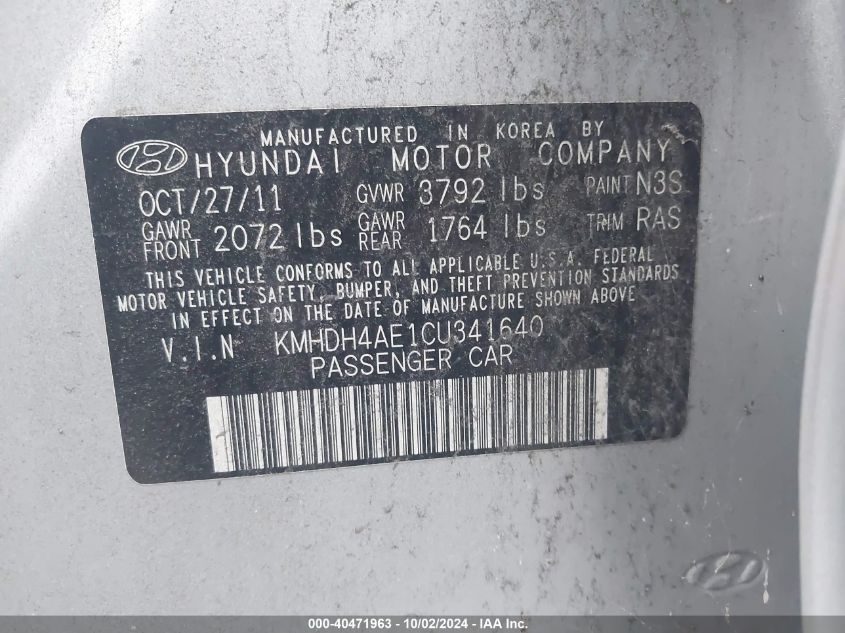 MANUFACTURED IN KOREA BY
HYUNDAI MOTOR COMPANY
OCT/27/11 GVWR 3792 lbs PAINT N3S
GAWR FRONT 2072 lbs GAWR REAR 1764 lbs TRIM RAS
THIS VEHICLE CONFORMS TO ALL APPLICABLE U.S.A. FEDERAL
MOTOR VEHICLE SAFETY, BUMPER, AND THEFT PREVENTION STANDARDS
IN EFFECT ON THE DATE OF MANUFACTURE SHOWN ABOVE
V.I.N KMHDH4AE1CU341640
PASSENGER CAR
000-40471963 - 10/02/2024 - IAA Inc.